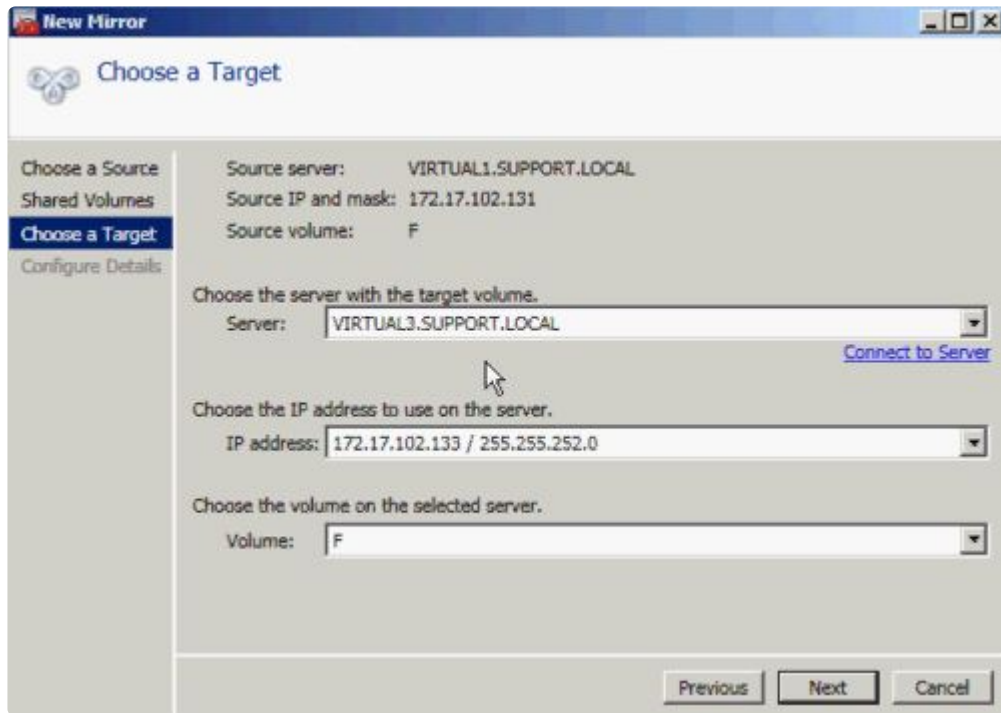 New Mirror
Choose a Target
Choose a Source
Shared Volumes
Choose a Target
Configure Details
Source server: VIRTUAL1.SUPPORT.LOCAL
Source IP and mask: 172.17.102.131
Source volume: F
Choose the server with the target volume.
Server: VIRTUAL3.SUPPORT.LOCAL
Connect to Server
Choose the IP address to use on the server.
IP address: 172.17.102.133 / 255.255.252.0
Choose the volume on the selected server.
Volume: F
Previous Next Cancel